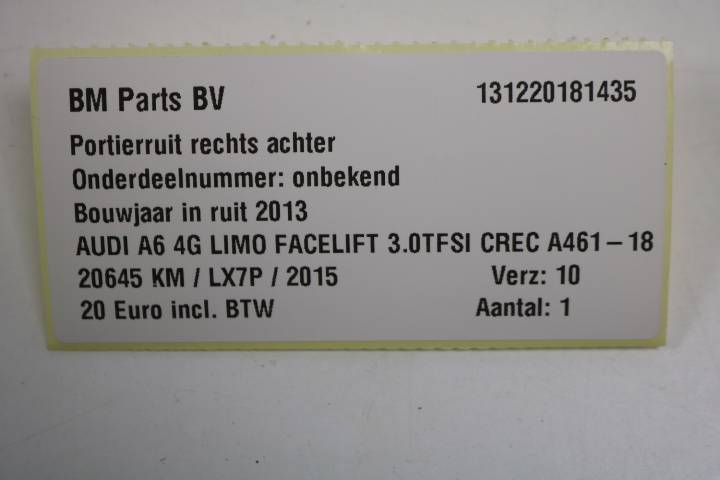 BM Parts BV 131220181435
Portierruit rechts achter
Onderdeelnummer: onbekend
Bouwjaar in ruit 2013
AUDI A6 4G LIMO FACELIFT 3.0TFSI CREC A461-18
20645 KM / LX7P / 2015 Verz: 10
20 Euro incl. BTW Aantal: 1